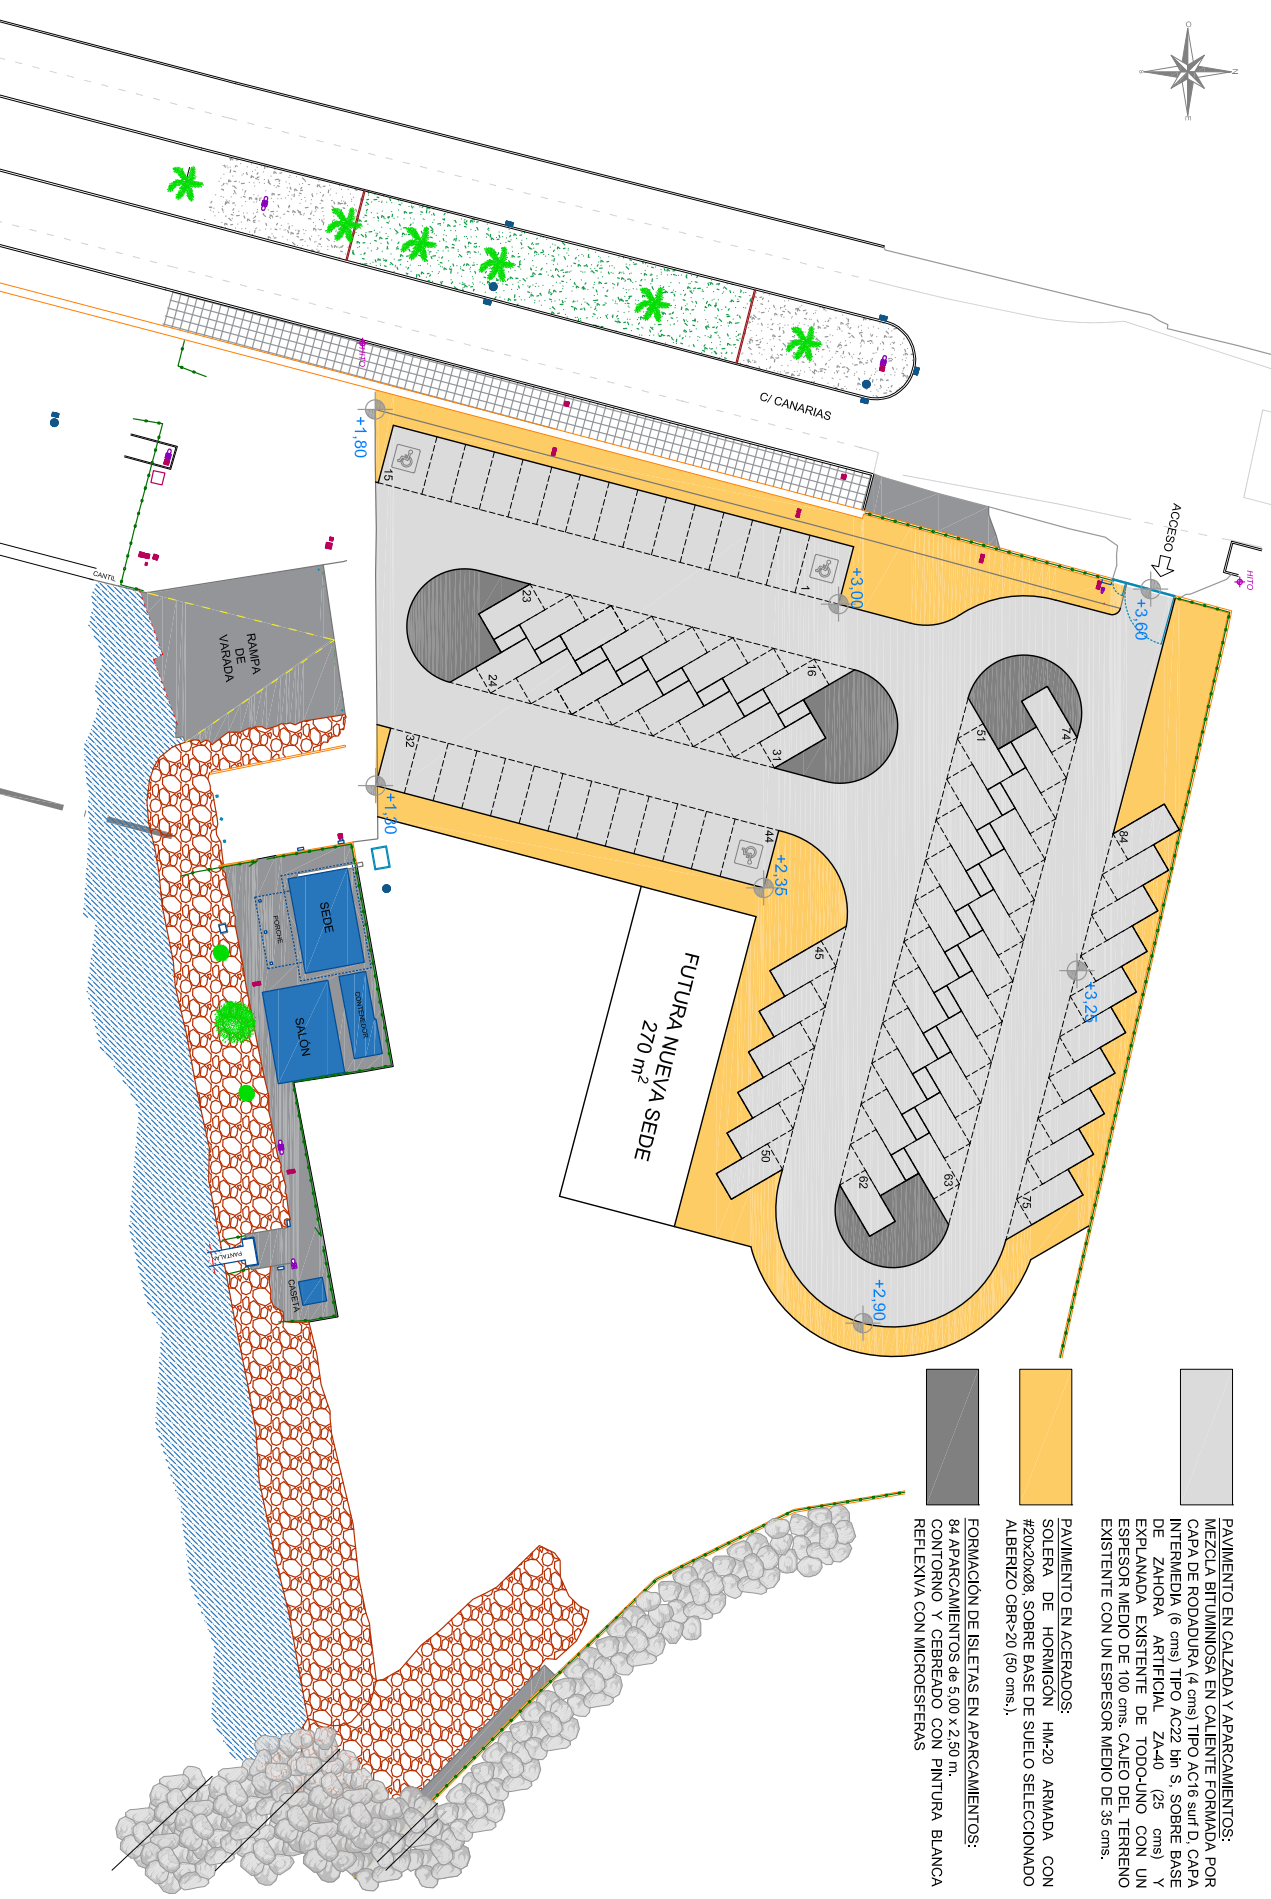 O
N
S
E
C/ CANARIAS
ACCESO
HITO
HITO
+3,60
+1,80
+3,00
15
1
23
16
24
31
32
44
51
74
84
+1,30
+2,35
+3,25
45
50
62
63
75
+2,90
CANTIL
RAMPA
DE
VARADA
SEDE
PORCHE
CONTENEDOR
SALÓN
FUTURA NUEVA SEDE
270 m²
PANTALAN
CASETA
PAVIMENTO EN CALZADA Y APARCAMIENTOS:
MEZCLA BITUMINIOSA EN CALIENTE FORMADA POR
CAPA DE RODADURA (4 cms) TIPO AC16 surf D, CAPA
INTERMEDIA (6 cms) TIPO AC22 bin S, SOBRE BASE
DE ZAHORA ARTIFICIAL ZA-40 (25 cms) Y
EXPLANADA EXISTENTE DE TODO-UNO CON UN
ESPESOR MEDIO DE 100 cms. CAJEO DEL TERRENO
EXISTENTE CON UN ESPESOR MEDIO DE 35 cms.
PAVIMENTO EN ACERADOS:
SOLERA DE HORMIGÓN HM-20 ARMADA CON
#20x20xØ8, SOBRE BASE DE SUELO SELECCIONADO
ALBERIZO CBR>20 (50 cms.).
FORMACIÓN DE ISLETAS EN APARCAMIENTOS:
84 APARCAMIENTOS de 5,00 x 2,50 m.
CONTORNO Y CEBREADO CON PINTURA BLANCA
REFLEXIVA CON MICROESFERAS